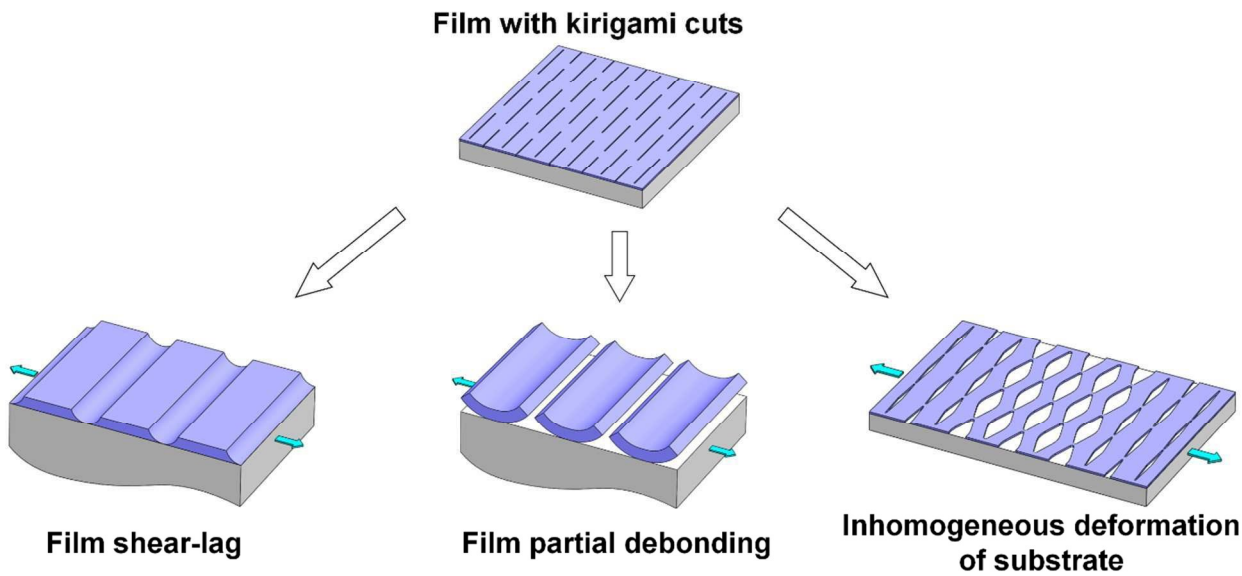 Film with kirigami cuts
Film shear-lag
Film partial debonding
Inhomogeneous deformation
of substrate